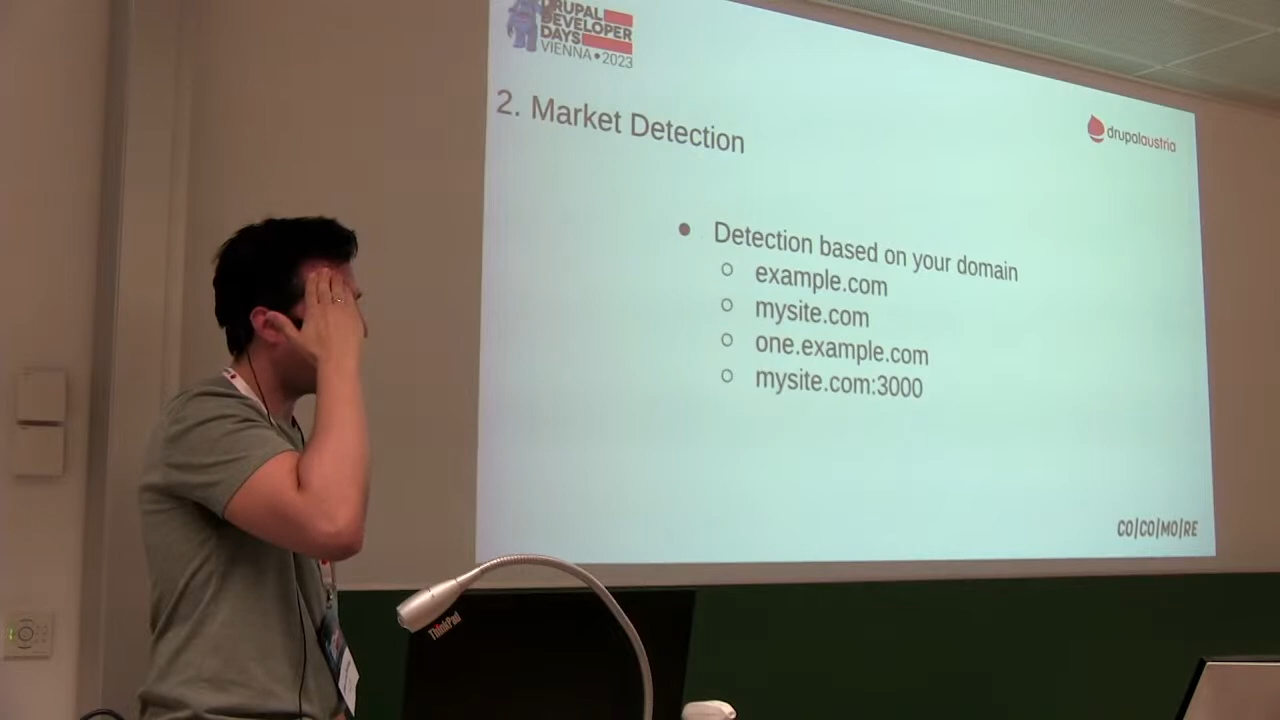 DRUPAL
DEVELOPER
DAYS
VIENNA•2023
2. Market Detection
drupalaustria
● Detection based on your domain
○ example.com
○ mysite.com
○ one.example.com
○ mysite.com:3000
CO|CO|MO|RE
ThinkPad